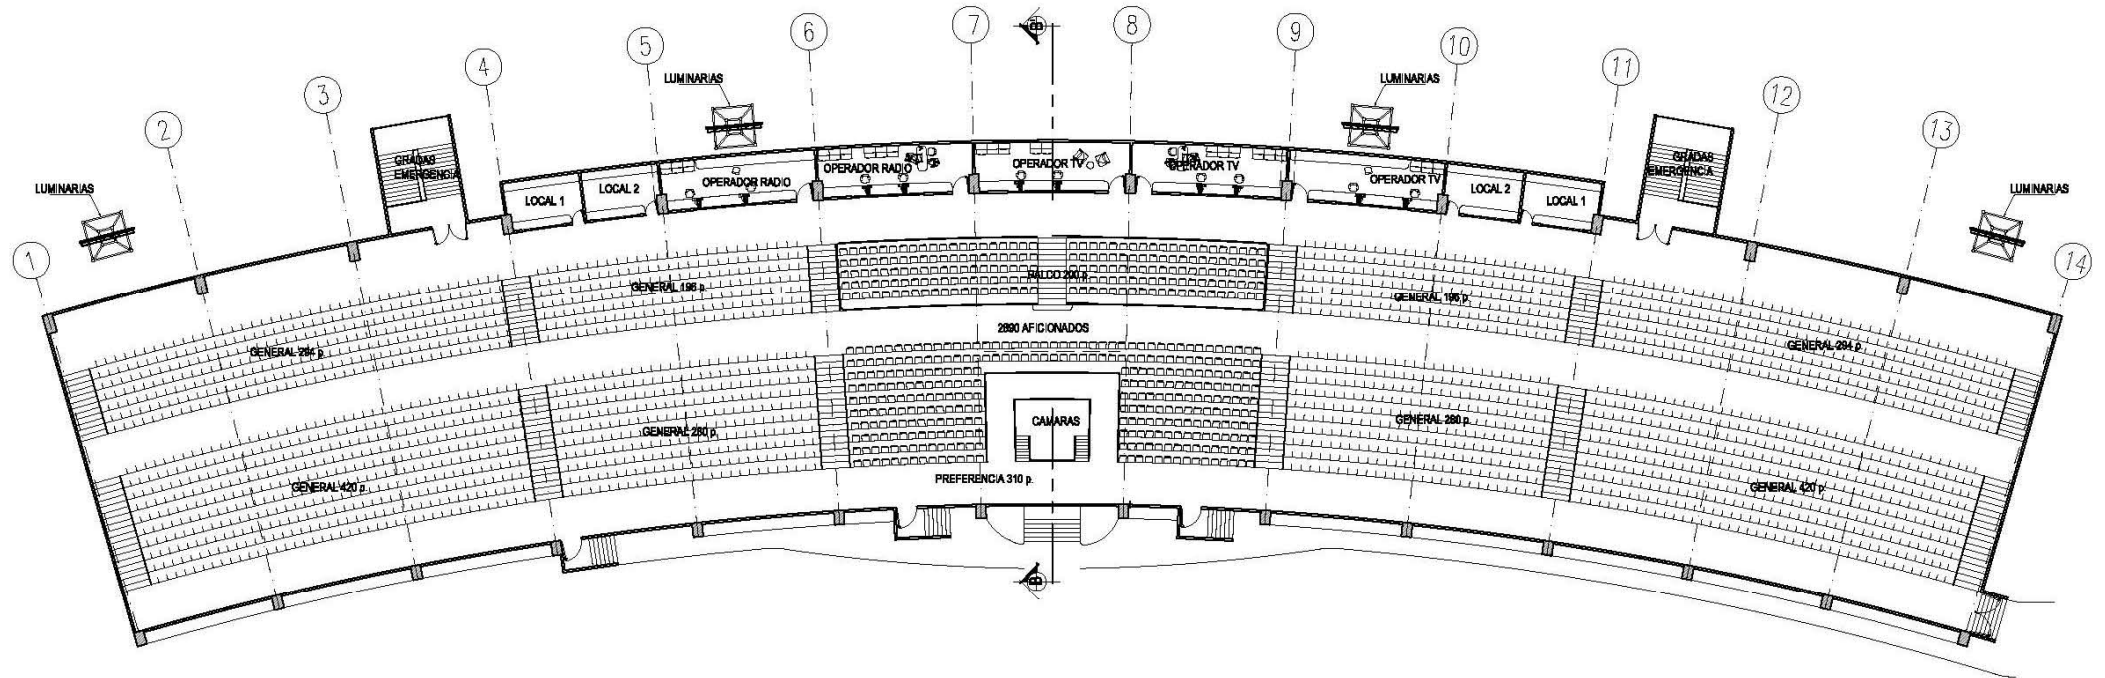 1
2
3
4
5
6
7
8
9
10
11
12
13
14
B
LUMINARIAS
LUMINARIAS
LUMINARIAS
LUMINARIAS
GRADAS
EMERGENCIA
LOCAL 1
LOCAL 2
OPERADOR RADIO
OPERADOR RADIO
OPERADOR TV
OPERADOR TV
OPERADOR TV
LOCAL 2
LOCAL 1
GRADAS
EMERGENCIA
GENERAL 294 p.
GENERAL 196 p.
PALCO 200 p.
GENERAL 196 p.
GENERAL 294 p.
2890 AFICIONADOS
GENERAL 420 p.
GENERAL 280 p.
CAMARAS
GENERAL 280 p.
GENERAL 420 p.
PREFERENCIA 310 p.
B